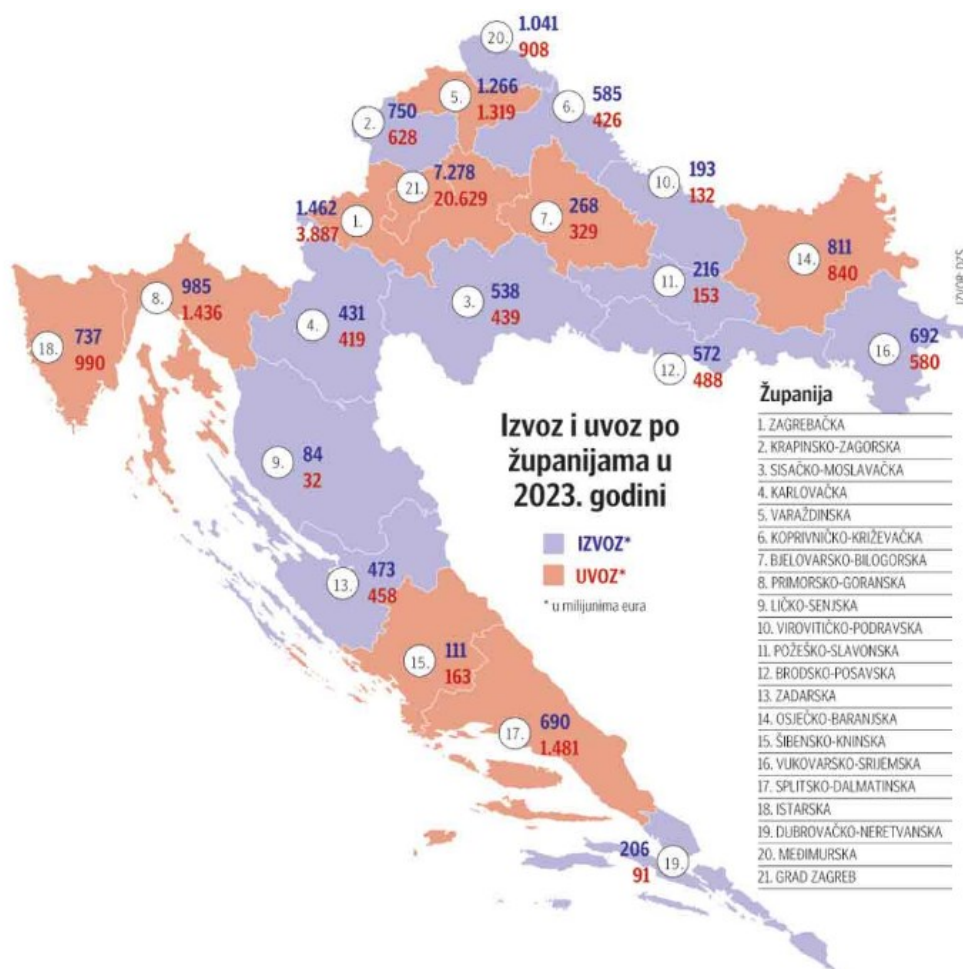 20.
1.041
908
5.
1.266
1.319
6.
585
426
2.
750
628
10.
193
132
21.
7.278
20.629
1.
1.462
3.887
7.
268
329
14.
811
840
IZVOR: DZS
8.
985
1.436
3.
538
439
11.
216
153
4.
431
419
18.
737
990
16.
692
580
12.
572
488
9.
84
32
Izvoz i uvoz po
županijama u
2023. godini
IZVOZ*
UVOZ*
* u milijunima eura
13.
473
458
15.
111
163
17.
690
1.481
206
91
19.
Županija
1. ZAGREBAČKA
2. KRAPINSKO-ZAGORSKA
3. SISAČKO-MOSLAVAČKA
4. KARLOVAČKA
5. VARAŽDINSKA
6. KOPRIVNIČKO-KRIŽEVAČKA
7. BJELOVARSKO-BILOGORSKA
8. PRIMORSKO-GORANSKA
9. LIČKO-SENJSKA
10. VIROVITIČKO-PODRAVSKA
11. POŽEŠKO-SLAVONSKA
12. BRODSKO-POSAVSKA
13. ZADARSKA
14. OSJEČKO-BARANJSKA
15. ŠIBENSKO-KNINSKA
16. VUKOVARSKO-SRIJEMSKA
17. SPLITSKO-DALMATINSKA
18. ISTARSKA
19. DUBROVAČKO-NERETVANSKA
20. MEĐIMURSKA
21. GRAD ZAGREB